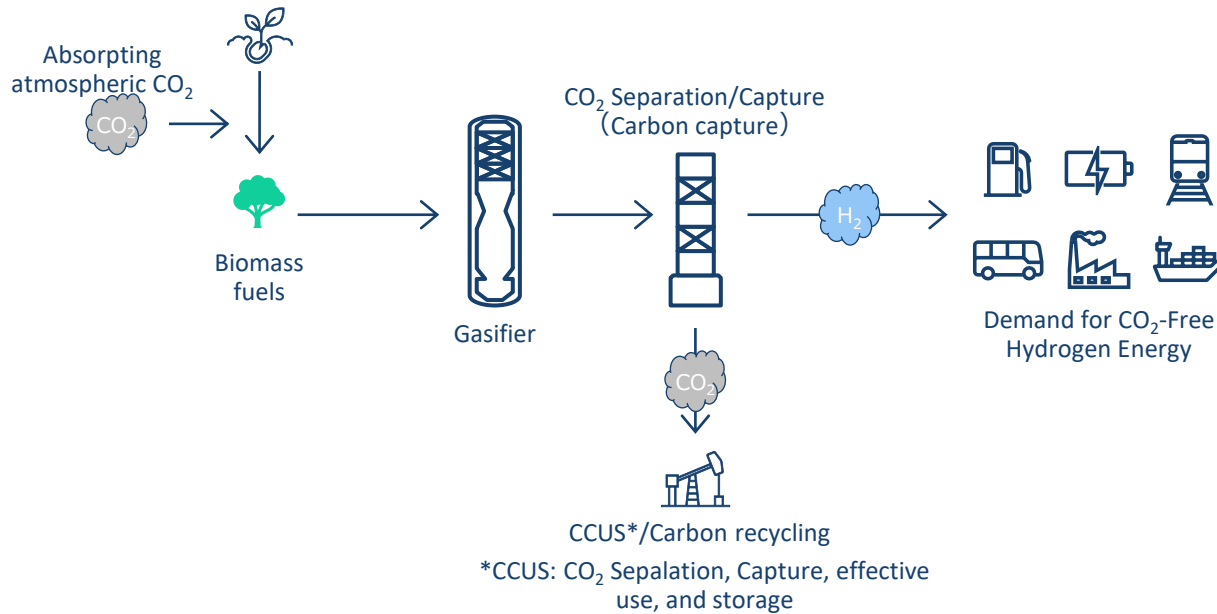 Absorpting
atmospheric CO₂
CO₂
Biomass
fuels
Gasifier
CO₂ Separation/Capture
（Carbon capture）
H₂
CO₂
CCUS*/Carbon recycling
*CCUS: CO₂ Sepalation, Capture, effective
use, and storage
Demand for CO₂-Free
Hydrogen Energy